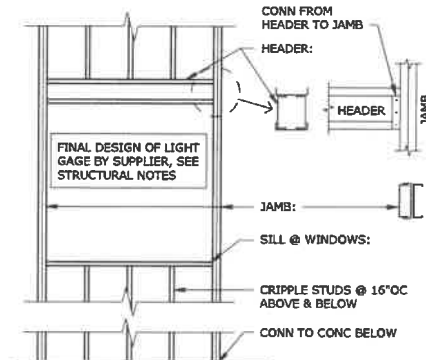 CONN FROM
HEADER TO JAMB
HEADER:
HEADER
JAMB
FINAL DESIGN OF LIGHT
GAGE BY SUPPLIER, SEE
STRUCTURAL NOTES
JAMB:
SILL @ WINDOWS:
CRIPPLE STUDS @ 16"OC
ABOVE & BELOW
CONN TO CONC BELOW